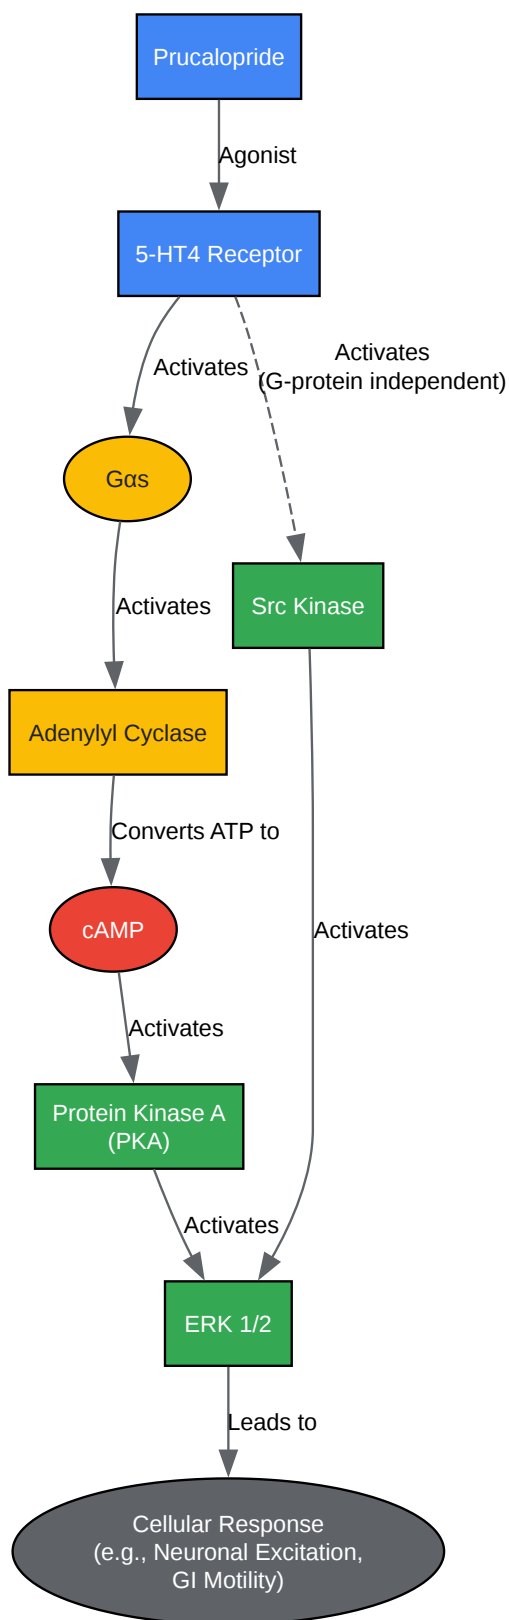 Prucalopride
Agonist
5-HT4 Receptor
Activates
(G-protein independent)
Activates
Gαs
Activates
Src Kinase
Adenylyl Cyclase
Converts ATP to
cAMP
Activates
Activates
Protein Kinase A
(PKA)
Activates
ERK 1/2
Leads to
Cellular Response
(e.g., Neuronal Excitation,
GI Motility)